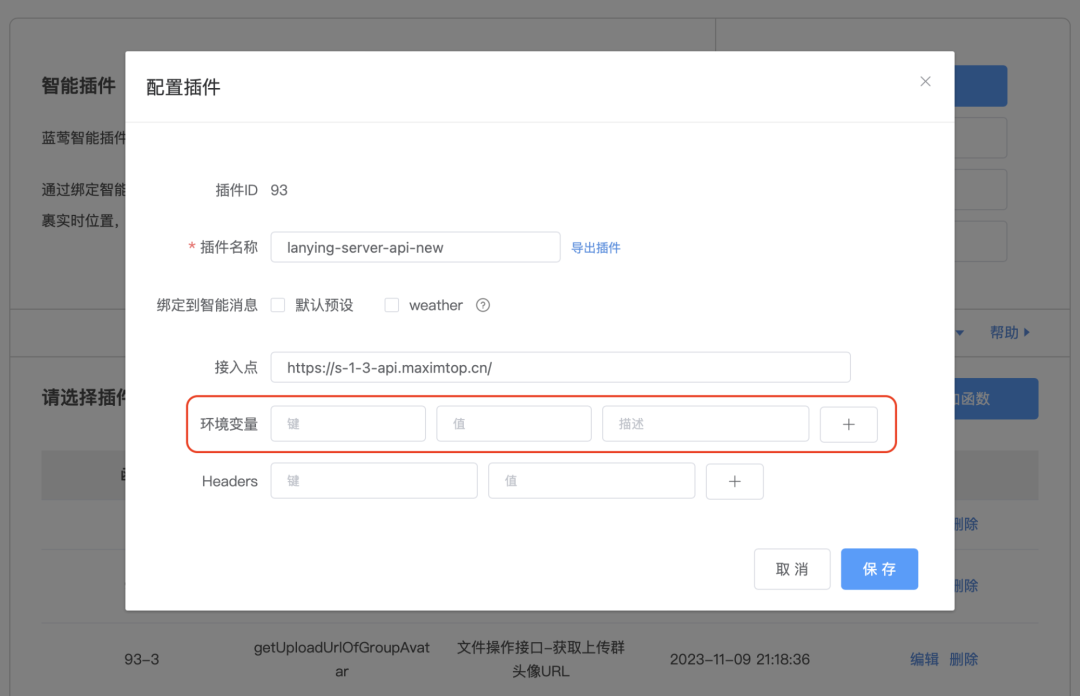 智能插件
蓝莺智能插件
通过绑定智能
裹实时位置，
帮助
请选择插件
加函数
配置插件
插件ID 93
* 插件名称 lanying-server-api-new 导出插件
绑定到智能消息 默认预设 weather ?
接入点 https://s-1-3-api.maximtop.cn/
环境变量 键 值 描述 +
Headers 键 值 +
取 消 保 存
删除
删除
93-3 getUploadUrlOfGroupAvat 文件操作接口-获取上传群 2023-11-09 21:18:36 编辑 删除
ar 头像URL